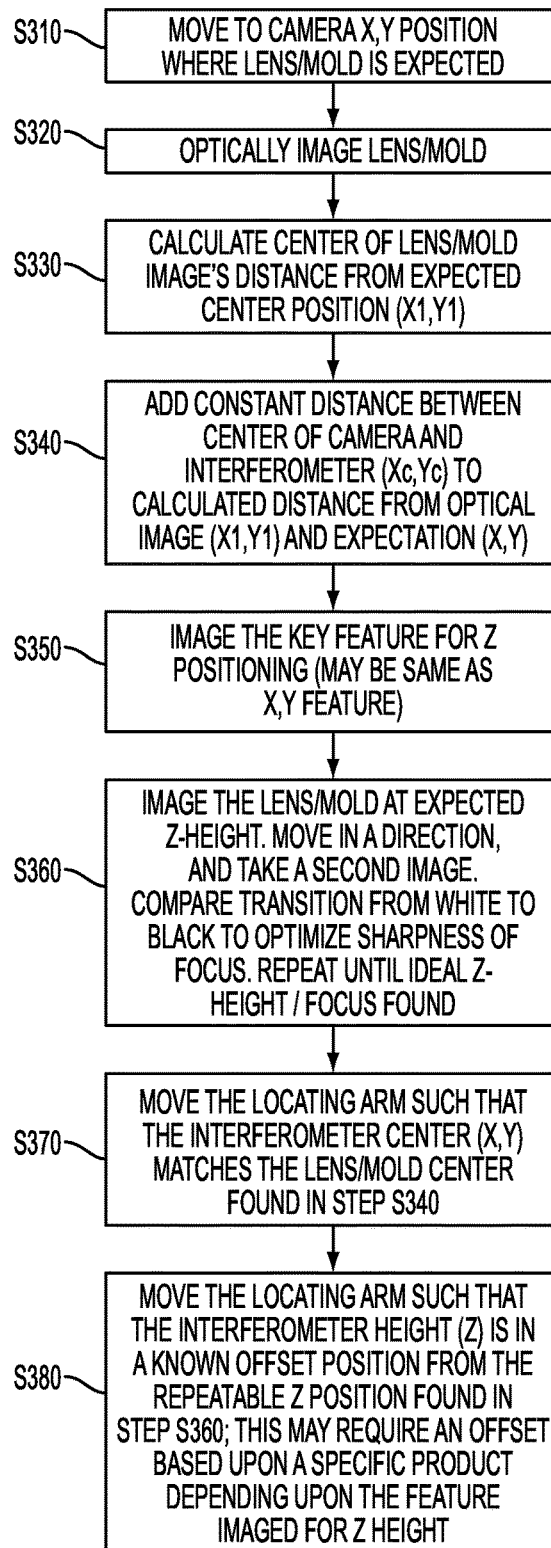 S310
MOVE TO CAMERA X,Y POSITION
WHERE LENS/MOLD IS EXPECTED
S320
OPTICALLY IMAGE LENS/MOLD
S330
CALCULATE CENTER OF LENS/MOLD
IMAGE'S DISTANCE FROM EXPECTED
CENTER POSITION (X1,Y1)
S340
ADD CONSTANT DISTANCE BETWEEN
CENTER OF CAMERA AND
INTERFEROMETER (Xc,Yc) TO
CALCULATED DISTANCE FROM OPTICAL
IMAGE (X1,Y1) AND EXPECTATION (X,Y)
S350
IMAGE THE KEY FEATURE FOR Z
POSITIONING (MAY BE SAME AS
X,Y FEATURE)
S360
IMAGE THE LENS/MOLD AT EXPECTED
Z-HEIGHT. MOVE IN A DIRECTION,
AND TAKE A SECOND IMAGE.
COMPARE TRANSITION FROM WHITE TO
BLACK TO OPTIMIZE SHARPNESS OF
FOCUS. REPEAT UNTIL IDEAL Z-
HEIGHT / FOCUS FOUND
S370
MOVE THE LOCATING ARM SUCH THAT
THE INTERFEROMETER CENTER (X,Y)
MATCHES THE LENS/MOLD CENTER
FOUND IN STEP S340
S380
MOVE THE LOCATING ARM SUCH THAT
THE INTERFEROMETER HEIGHT (Z) IS IN
A KNOWN OFFSET POSITION FROM THE
REPEATABLE Z POSITION FOUND IN
STEP S360; THIS MAY REQUIRE AN OFFSET
BASED UPON A SPECIFIC PRODUCT
DEPENDING UPON THE FEATURE
IMAGED FOR Z HEIGHT